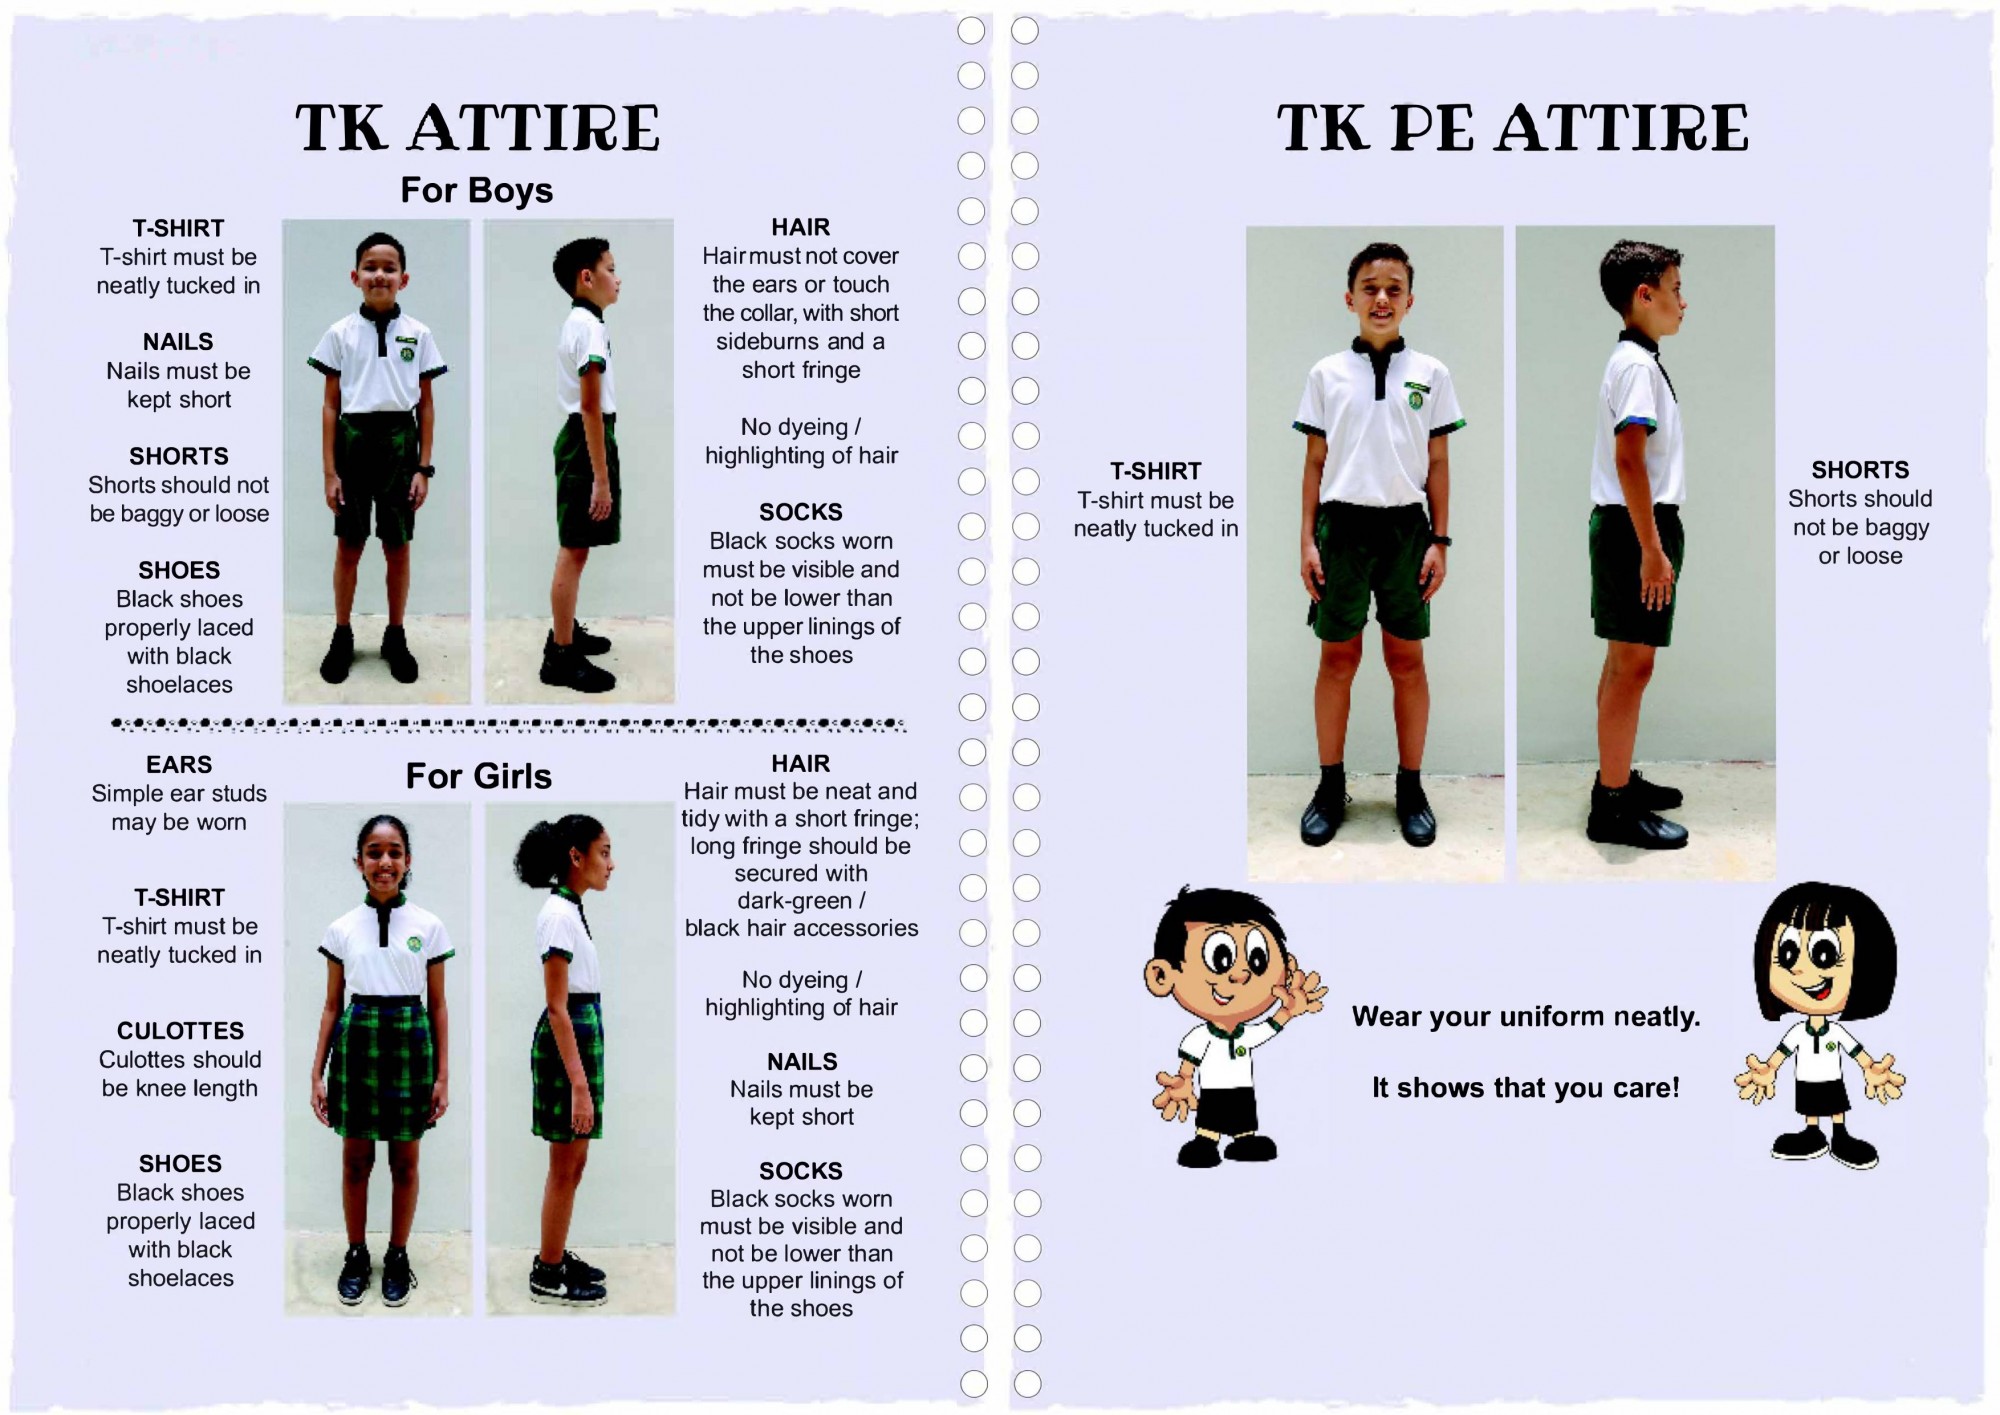 TK ATTIRE
For Boys
T-SHIRT
T-shirt must be
neatly tucked in
NAILS
Nails must be
kept short
SHORTS
Shorts should not
be baggy or loose
SHOES
Black shoes
properly laced
with black
shoelaces
HAIR
Hair must not cover
the ears or touch
the collar, with short
sideburns and a
short fringe
No dyeing /
highlighting of hair
SOCKS
Black socks worn
must be visible and
not be lower than
the upper linings of
the shoes
For Girls
EARS
Simple ear studs
may be worn
T-SHIRT
T-shirt must be
neatly tucked in
CULOTTES
Culottes should
be knee length
SHOES
Black shoes
properly laced
with black
shoelaces
HAIR
Hair must be neat and
tidy with a short fringe;
long fringe should be
secured with
dark-green /
black hair accessories
No dyeing /
highlighting of hair
NAILS
Nails must be
kept short
SOCKS
Black socks worn
must be visible and
not be lower than
the upper linings of
the shoes
TK PE ATTIRE
T-SHIRT
T-shirt must be
neatly tucked in
SHORTS
Shorts should
not be baggy
or loose
Wear your uniform neatly.
It shows that you care!